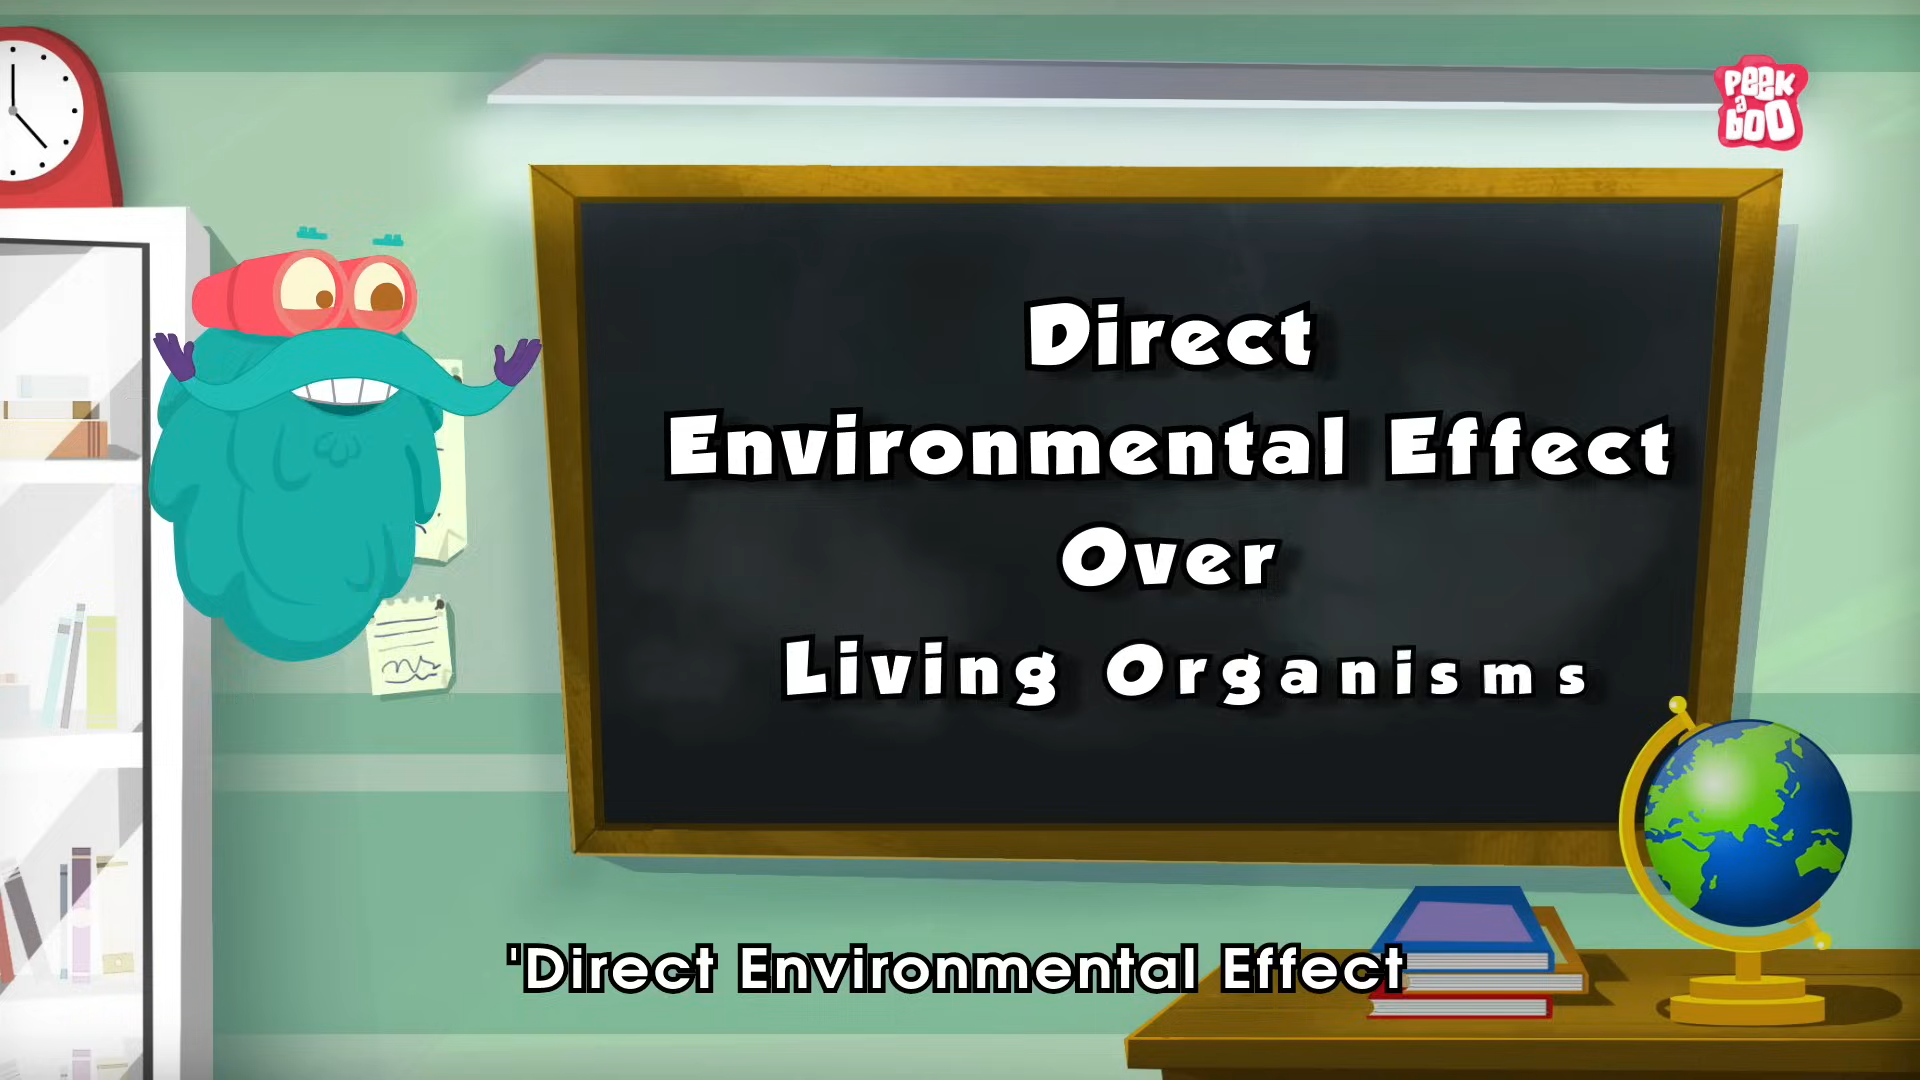 PEEK
a
BOO
Direct
Environmental Effect
Over
Living Organisms
'Direct Environmental Effect